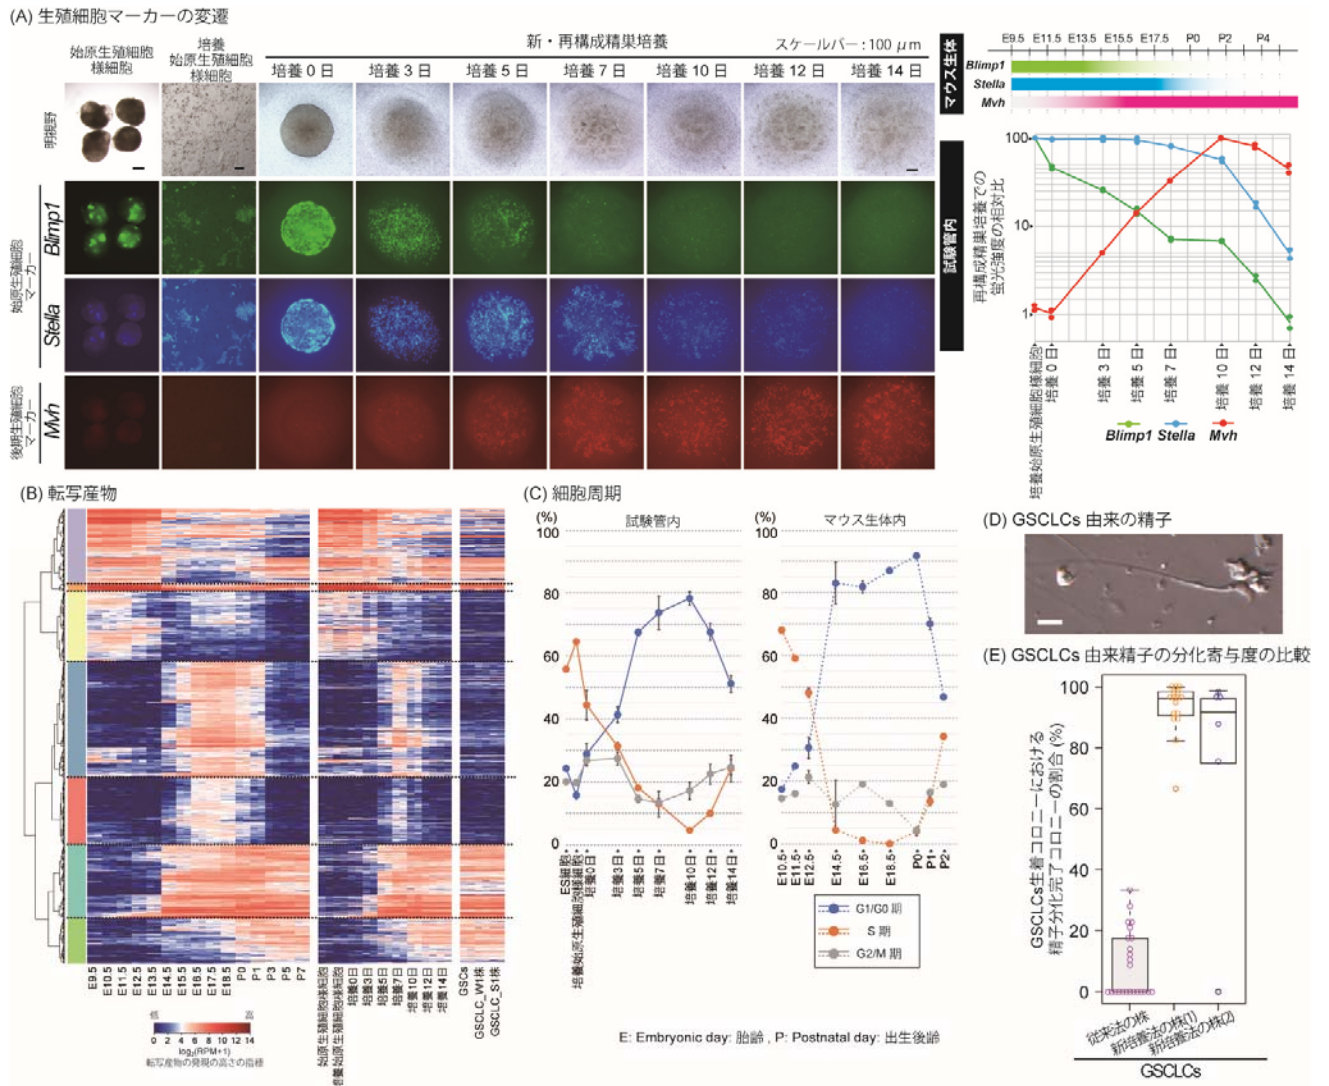 (A) 生殖細胞マーカーの変遷
始原生殖細胞
様細胞
培養
始原生殖細胞
様細胞
新・再構成精巣培養
スケールバー : 100 μm
培養 0 日
培養 3 日
培養 5 日
培養 7 日
培養 10 日
培養 12 日
培養 14 日
明視野
始原生殖細胞
マーカー
Blimp1
Stella
後期生殖細胞
マーカー
Mvh
マウス生体
E9.5 E11.5 E13.5 E15.5 E17.5 P0 P2 P4
Blimp1
Stella
Mvh
試験管内
再構成精巣培養での
蛍光強度の相対比
100
10
1
培養始原生殖細胞様細胞
培養 0 日
培養 3 日
培養 5 日
培養 7 日
培養 10 日
培養 12 日
培養 14 日
Blimp1 Stella Mvh
(B) 転写産物
E9.5
E10.5
E11.5
E12.5
E13.5
E14.5
E15.5
E16.5
E17.5
E18.5
P0
P1
P3
P5
P7
始原生殖細胞様細胞
培養始原生殖細胞様細胞
培養0日
培養3日
培養5日
培養7日
培養10日
培養12日
培養14日
GSCs
GSCLC_W1株
GSCLC_S1株
低 高
0 2 4 6 8 10 12 14
log₂(RPM+1)
転写産物の発現の高さの指標
(C) 細胞周期
(%)
試験管内
100
80
60
40
20
0
ES細胞
培養始原生殖細胞様細胞
培養0日
培養3日
培養5日
培養7日
培養10日
培養12日
培養14日
(%)
マウス生体内
100
80
60
40
20
0
E10.5
E11.5
E12.5
E14.5
E16.5
E18.5
P0
P1
P2
G1/G0 期
S 期
G2/M 期
E: Embryonic day: 胎齢 , P: Postnatal day: 出生後齢
(D) GSCLCs 由来の精子
(E) GSCLCs 由来精子の分化寄与度の比較
GSCLCs生着コロニーにおける
精子分化完了コロニーの割合 (%)
100
80
60
40
20
0
従来法の株
新培養法の株(1)
新培養法の株(2)
GSCLCs